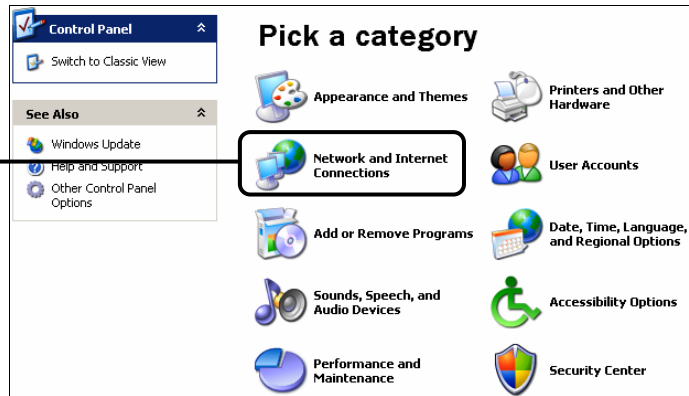 Control Panel
Switch to Classic View
See Also
Windows Update
Help and Support
Other Control Panel
Options
Pick a category
Appearance and Themes
Printers and Other
Hardware
Network and Internet
Connections
User Accounts
Add or Remove Programs
Date, Time, Language,
and Regional Options
Sounds, Speech, and
Audio Devices
Accessibility Options
Performance and
Maintenance
Security Center